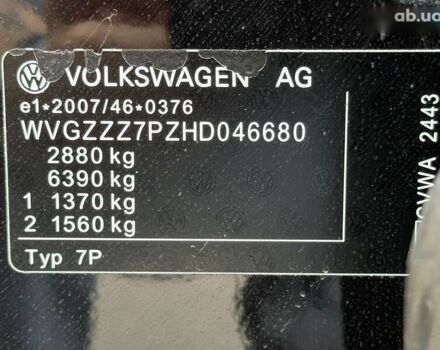 ab.ua
VOLKSWAGEN AG
e1*2007/46*0376
WVGZZZ7PZHD046680
2880 kg
6390 kg
1 1370 kg
2 1560 kg
Typ 7P
2443